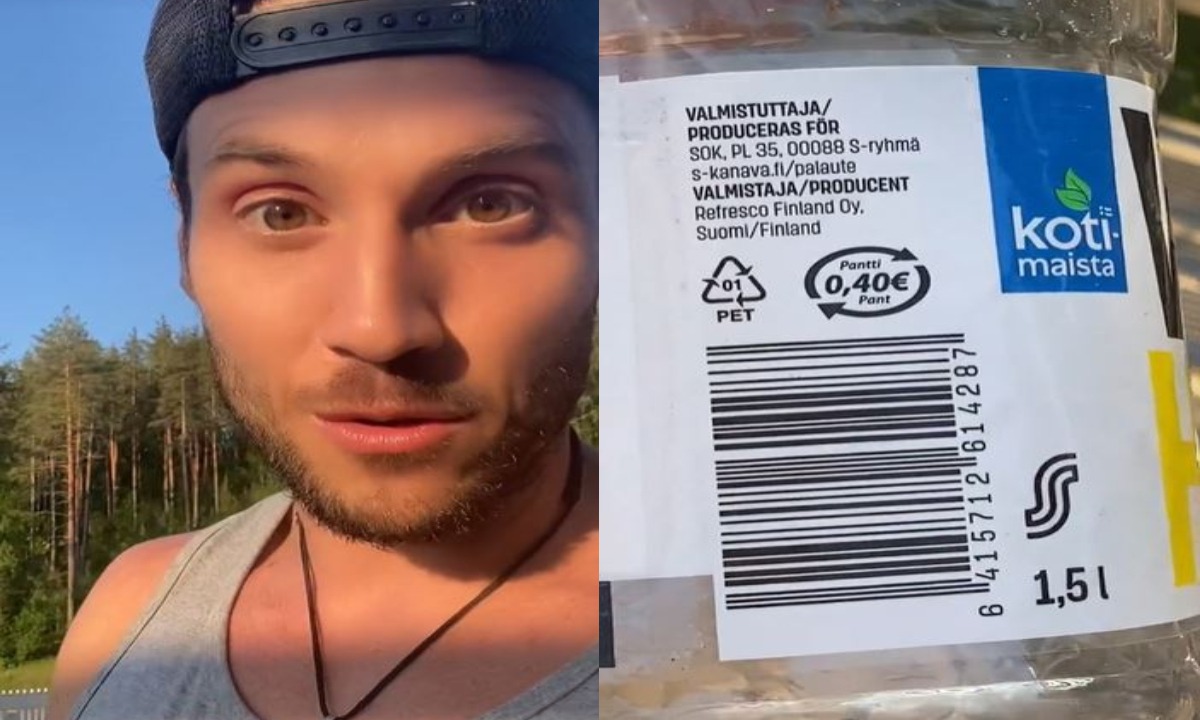 VALMISTUTTAJA/
PRODUCERAS FÖR
SOK, PL 35, 00088 S-ryhmä
s-kanava.fi/palaute
VALMISTAJA/PRODUCENT
Refresco Finland Oy,
Suomi/Finland
01
PET
Pantti
0,40€
Pant
koti-
maista
6 415712 614287
1,5 l